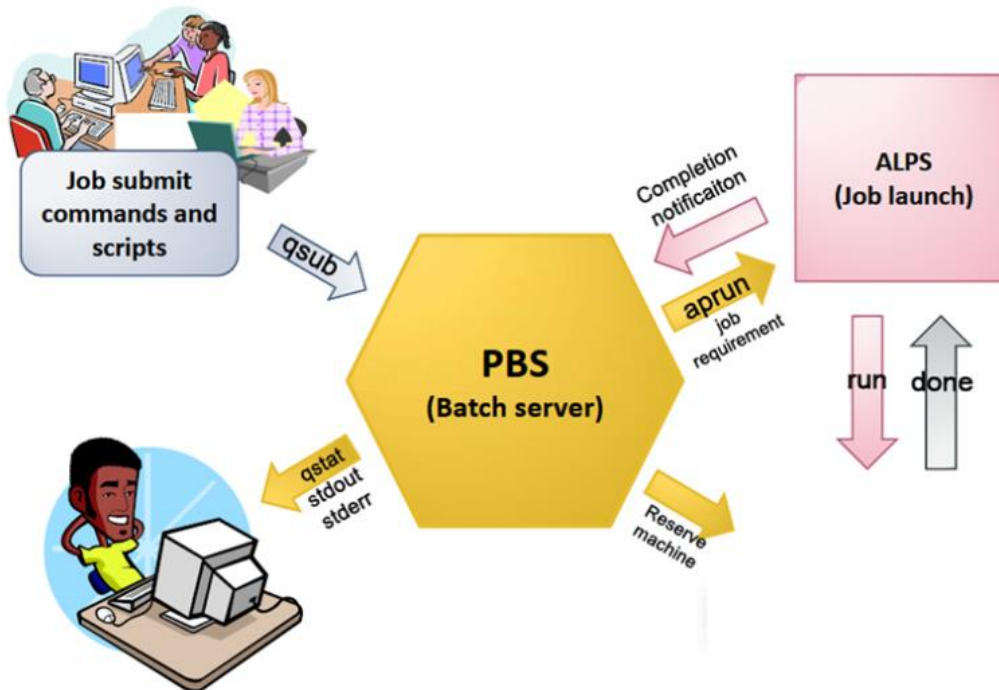 Job submit
commands and
scripts
qsub
Completion
notificaiton
ALPS
(Job launch)
aprun
job
requirement
PBS
(Batch server)
run
done
qstat
stdout
stderr
Reserve
machine